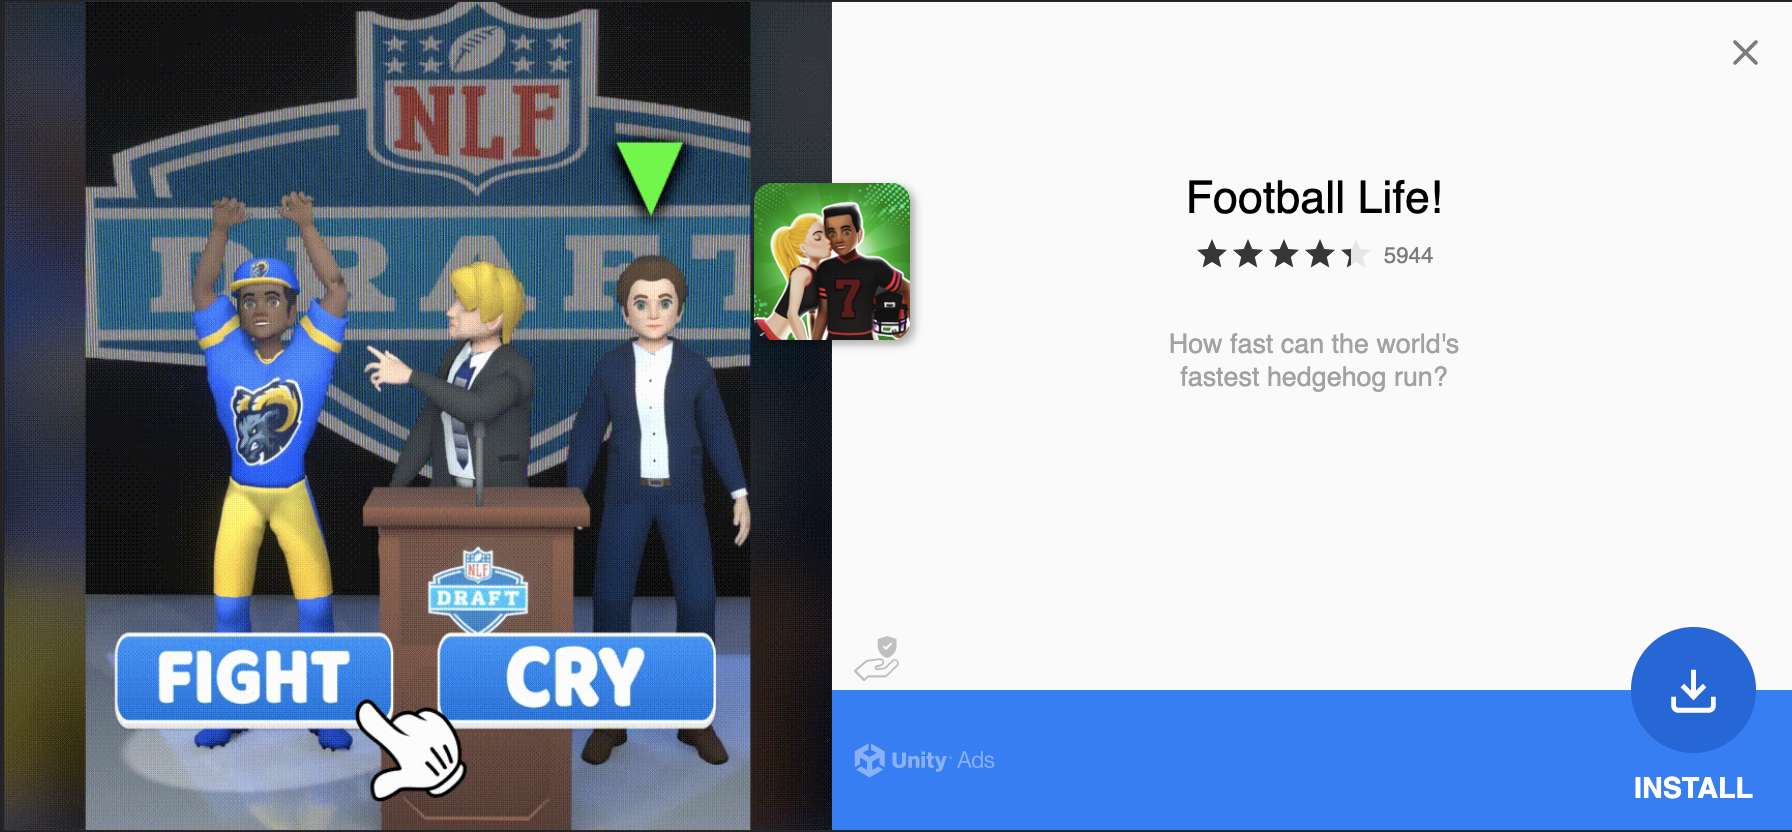 NLF
DRAFT
7
NLF
DRAFT
FIGHT
CRY
Football Life!
5944
How fast can the world's
fastest hedgehog run?
Unity Ads
INSTALL